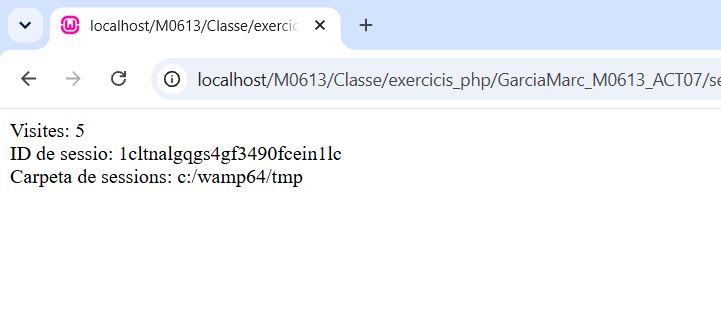 localhost/M0613/Classe/exercic
localhost/M0613/Classe/exercicis_php/GarciaMarc_M0613_ACT07/se
Visites: 5
ID de sessio: 1cltnalgqgs4gf3490fcein1lc
Carpeta de sessions: c:/wamp64/tmp